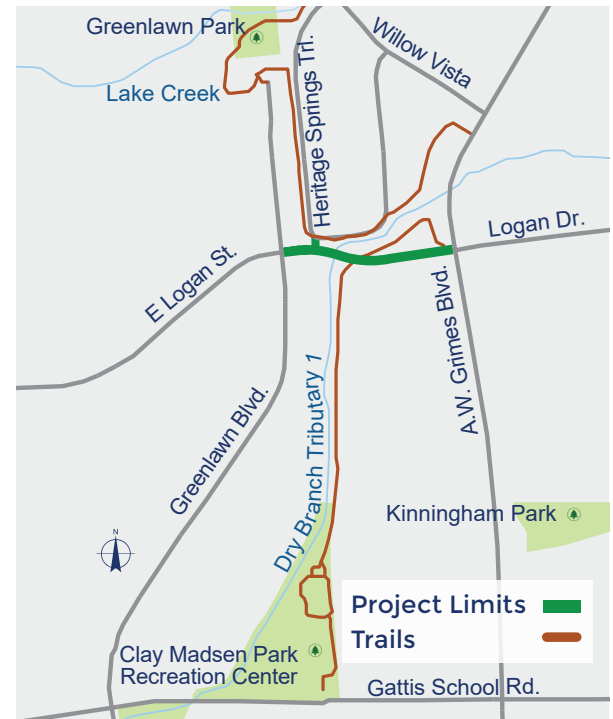 Greenlawn Park
Lake Creek
Heritage Springs Trl.
Willow Vista
Logan Dr.
E Logan St.
A.W. Grimes Blvd.
Greenlawn Blvd.
Dry Branch Tributary 1
Kinningham Park
N
Project Limits
Trails
Clay Madsen Park
Recreation Center
Gattis School Rd.